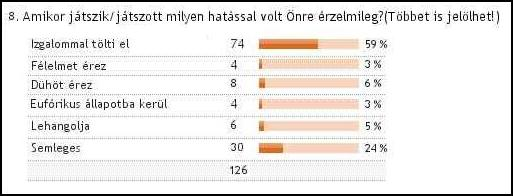 8. Amikor játszik/játszott milyen hatással volt Önre érzelmileg?(Többet is jelölhet!)
Izgalommal tölti el 74 59 %
Félelmet érez 4 3 %
Dühöt érez 8 6 %
Eufórikus állapotba kerül 4 3 %
Lehangolja 6 5 %
Semleges 30 24 %
126